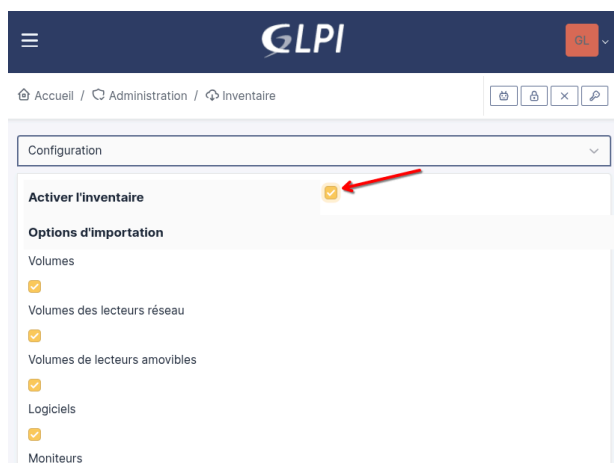 GLPI
GL
Accueil / Administration / Inventaire
Configuration
Activer l'inventaire
Options d'importation
Volumes
Volumes des lecteurs réseau
Volumes de lecteurs amovibles
Logiciels
Moniteurs